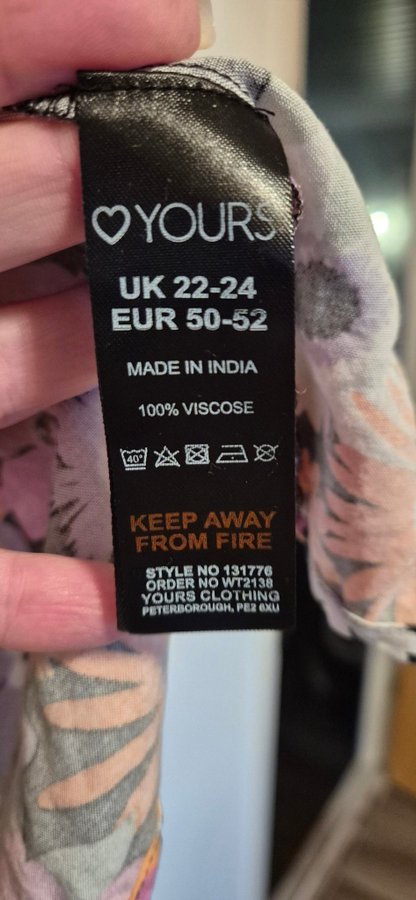 ♡YOURS
UK 22-24
EUR 50-52
MADE IN INDIA
100% VISCOSE
40°
KEEP AWAY
FROM FIRE
STYLE NO 131776
ORDER NO WT2138
YOURS CLOTHING
PETERBOROUGH, PE2 6XU